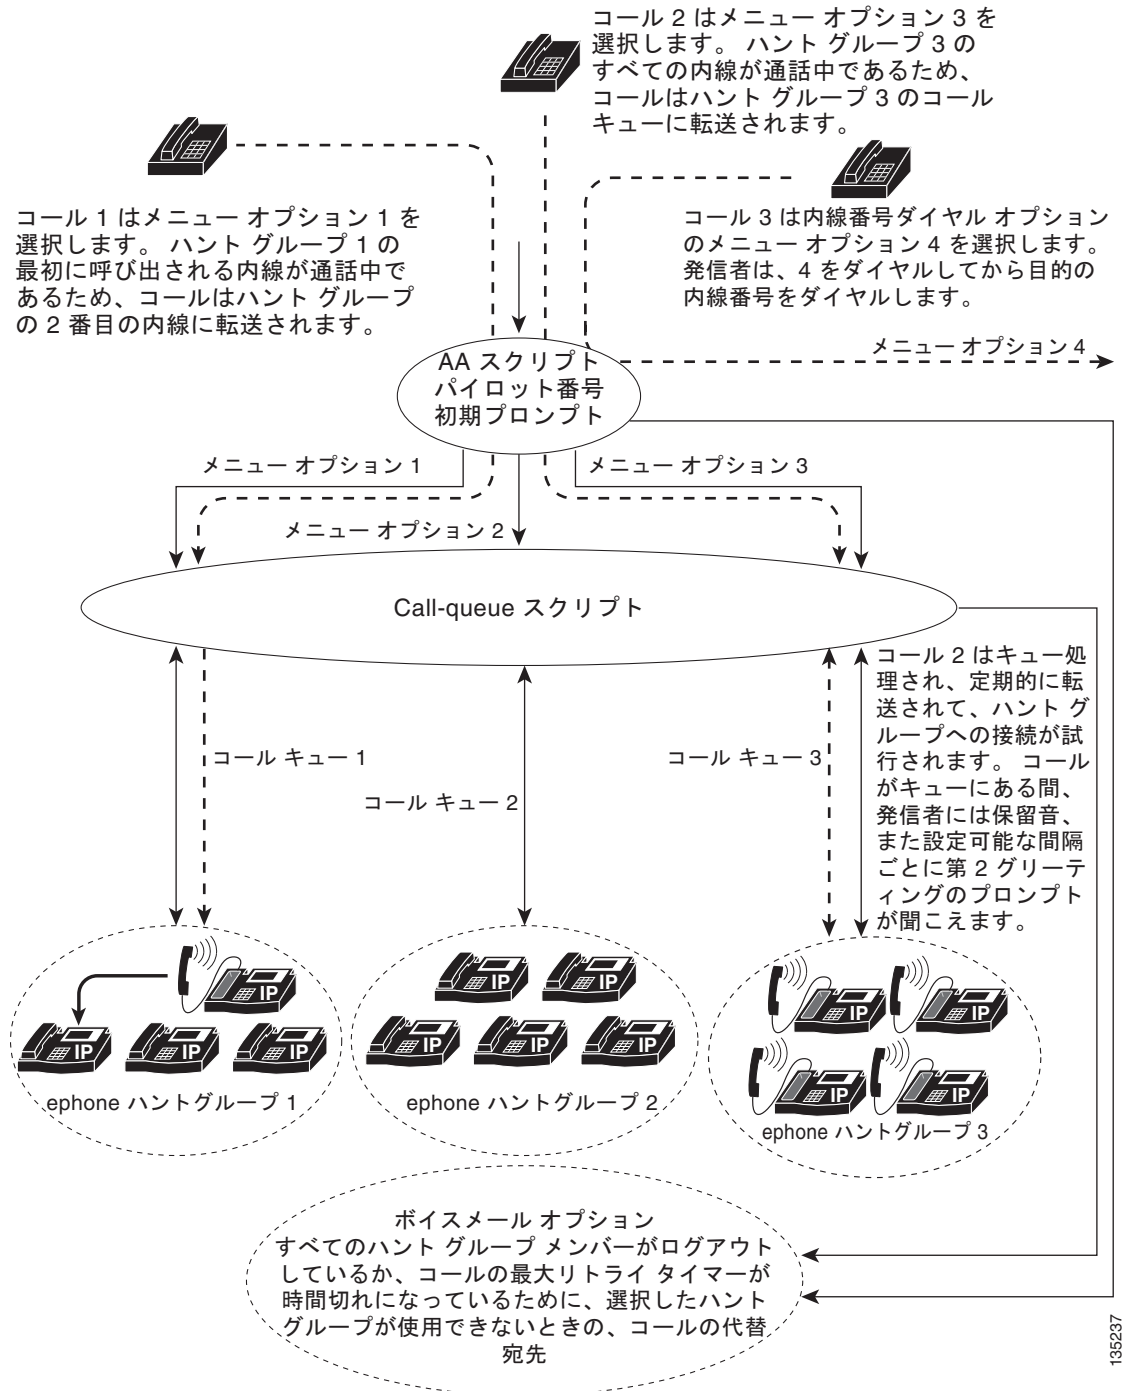 コール 2 はメニュー オプション 3 を
選択します。 ハント グループ 3 の
すべての内線が通話中であるため、
コールはハント グループ 3 のコール
キューに転送されます。
コール 1 はメニュー オプション 1 を
選択します。 ハント グループ 1 の
最初に呼び出される内線が通話中で
あるため、コールはハント グループ
の 2 番目の内線に転送されます。
コール 3 は内線番号ダイヤル オプション
のメニュー オプション 4 を選択します。
発信者は、4 をダイヤルしてから目的の
内線番号をダイヤルします。
メニュー オプション 4
AA スクリプト
パイロット番号
初期プロンプト
メニュー オプション 1
メニュー オプション 3
メニュー オプション 2
Call-queue スクリプト
コール 2 はキュー処
理され、定期的に転
送されて、ハント グ
ループへの接続が試
行されます。 コール
がキューにある間、
発信者には保留音、
また設定可能な間隔
ごとに第 2 グリーテ
ィングのプロンプト
が聞こえます。
コール キュー 1
コール キュー 2
コール キュー 3
IP
IP
IP
IP
ephone ハントグループ 1
IP
IP
IP
IP
IP
ephone ハントグループ 2
IP
IP
IP
IP
ephone ハントグループ 3
ボイスメール オプション
すべてのハント グループ メンバーがログアウト
しているか、コールの最大リトライ タイマーが
時間切れになっているために、選択したハント
グループが使用できないときの、コールの代替
宛先
135237